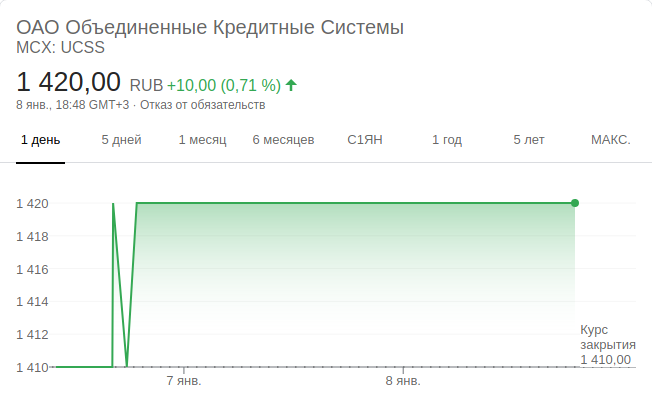 ОАО Объединенные Кредитные Системы
MCX: UCSS
1 420,00 RUB +10,00 (0,71 %)
8 янв., 18:48 GMT+3 · Отказ от обязательств
1 день 5 дней 1 месяц 6 месяцев С1ЯН 1 год 5 лет МАКС.
1 420
1 418
1 416
1 414
1 412
1 410
Курс
закрытия
1 410,00
7 янв. 8 янв.